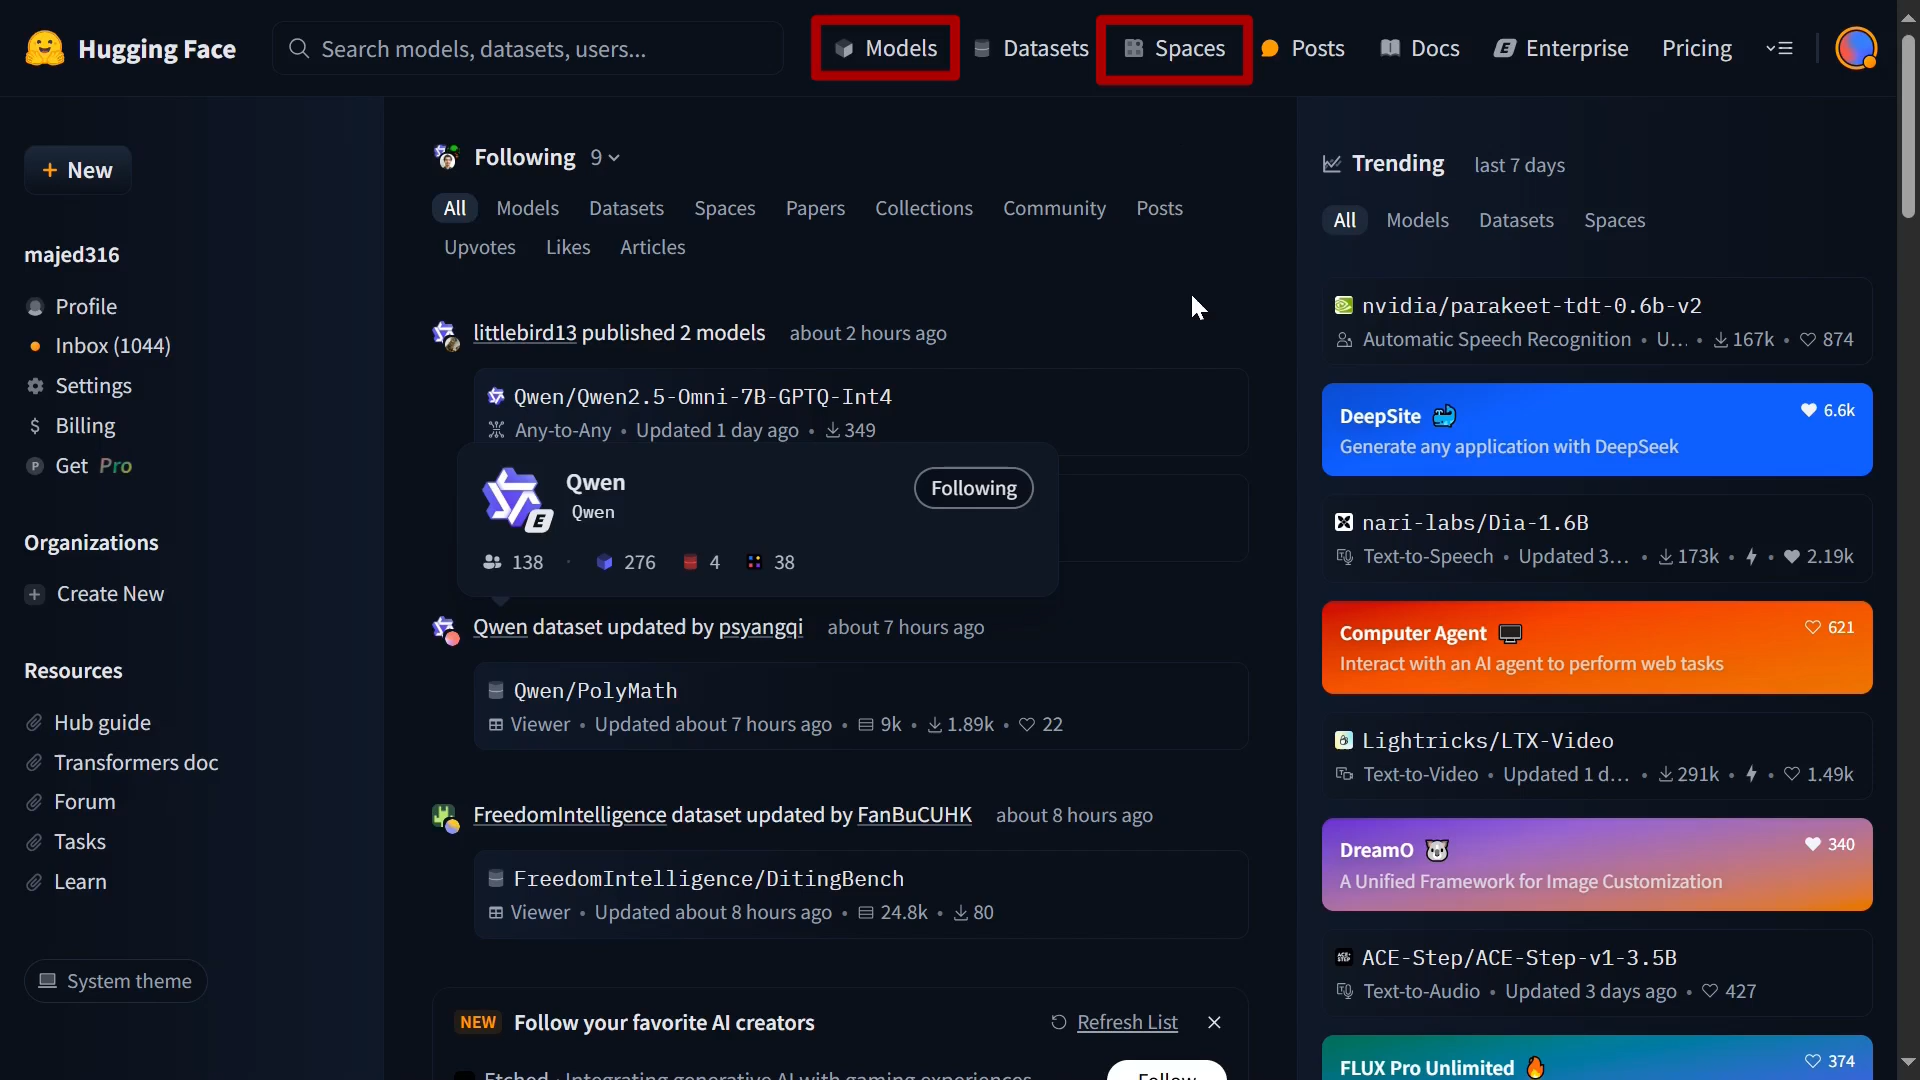 Hugging Face
Search models, datasets, users...
Models
Datasets
Spaces
Posts
Docs
Enterprise
Pricing
+ New
majed316
Profile
Inbox (1044)
Settings
$ Billing
Get Pro
Organizations
+ Create New
Resources
Hub guide
Transformers doc
Forum
Tasks
Learn
System theme
Following 9
All Models Datasets Spaces Papers Collections Community Posts
Upvotes Likes Articles
littlebird13 published 2 models about 2 hours ago
Qwen/Qwen2.5-Omni-7B-GPTQ-Int4
Any-to-Any • Updated 1 day ago • 349
Qwen
Qwen
Following
138 · 276 4 38
Qwen dataset updated by psyangqi about 7 hours ago
Qwen/PolyMath
Viewer • Updated about 7 hours ago • 9k • 1.89k • 22
FreedomIntelligence dataset updated by FanBuCUHK about 8 hours ago
FreedomIntelligence/DitingBench
Viewer • Updated about 8 hours ago • 24.8k • 80
NEW Follow your favorite AI creators Refresh List
Etched · Integrating generative AI with gaming experiences
Follow
Trending last 7 days
All Models Datasets Spaces
nvidia/parakeet-tdt-0.6b-v2
Automatic Speech Recognition • U... • 167k • 874
DeepSite 6.6k
Generate any application with DeepSeek
nari-labs/Dia-1.6B
Text-to-Speech • Updated 3... • 173k • 2.19k
Computer Agent 621
Interact with an AI agent to perform web tasks
Lightricks/LTX-Video
Text-to-Video • Updated 1 d... • 291k • 1.49k
DreamO 340
A Unified Framework for Image Customization
ACE-Step/ACE-Step-v1-3.5B
Text-to-Audio • Updated 3 days ago • 427
FLUX Pro Unlimited 374